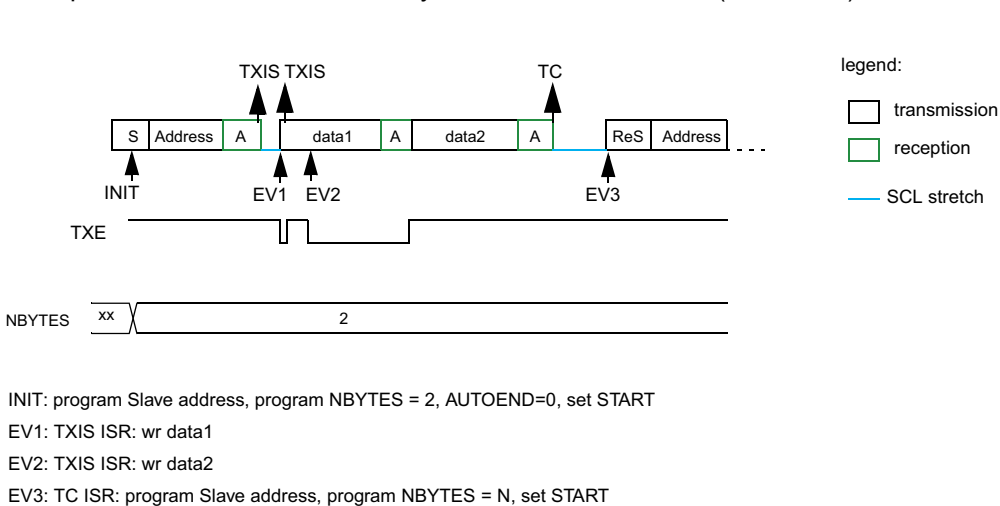 TXIS TXIS TC
legend:
S Address A data1 A data2 A ReS Address
transmission
reception
INIT EV1 EV2 EV3
SCL stretch
TXE
NBYTES xx 2
INIT: program Slave address, program NBYTES = 2, AUTOEND=0, set START
EV1: TXIS ISR: wr data1
EV2: TXIS ISR: wr data2
EV3: TC ISR: program Slave address, program NBYTES = N, set START